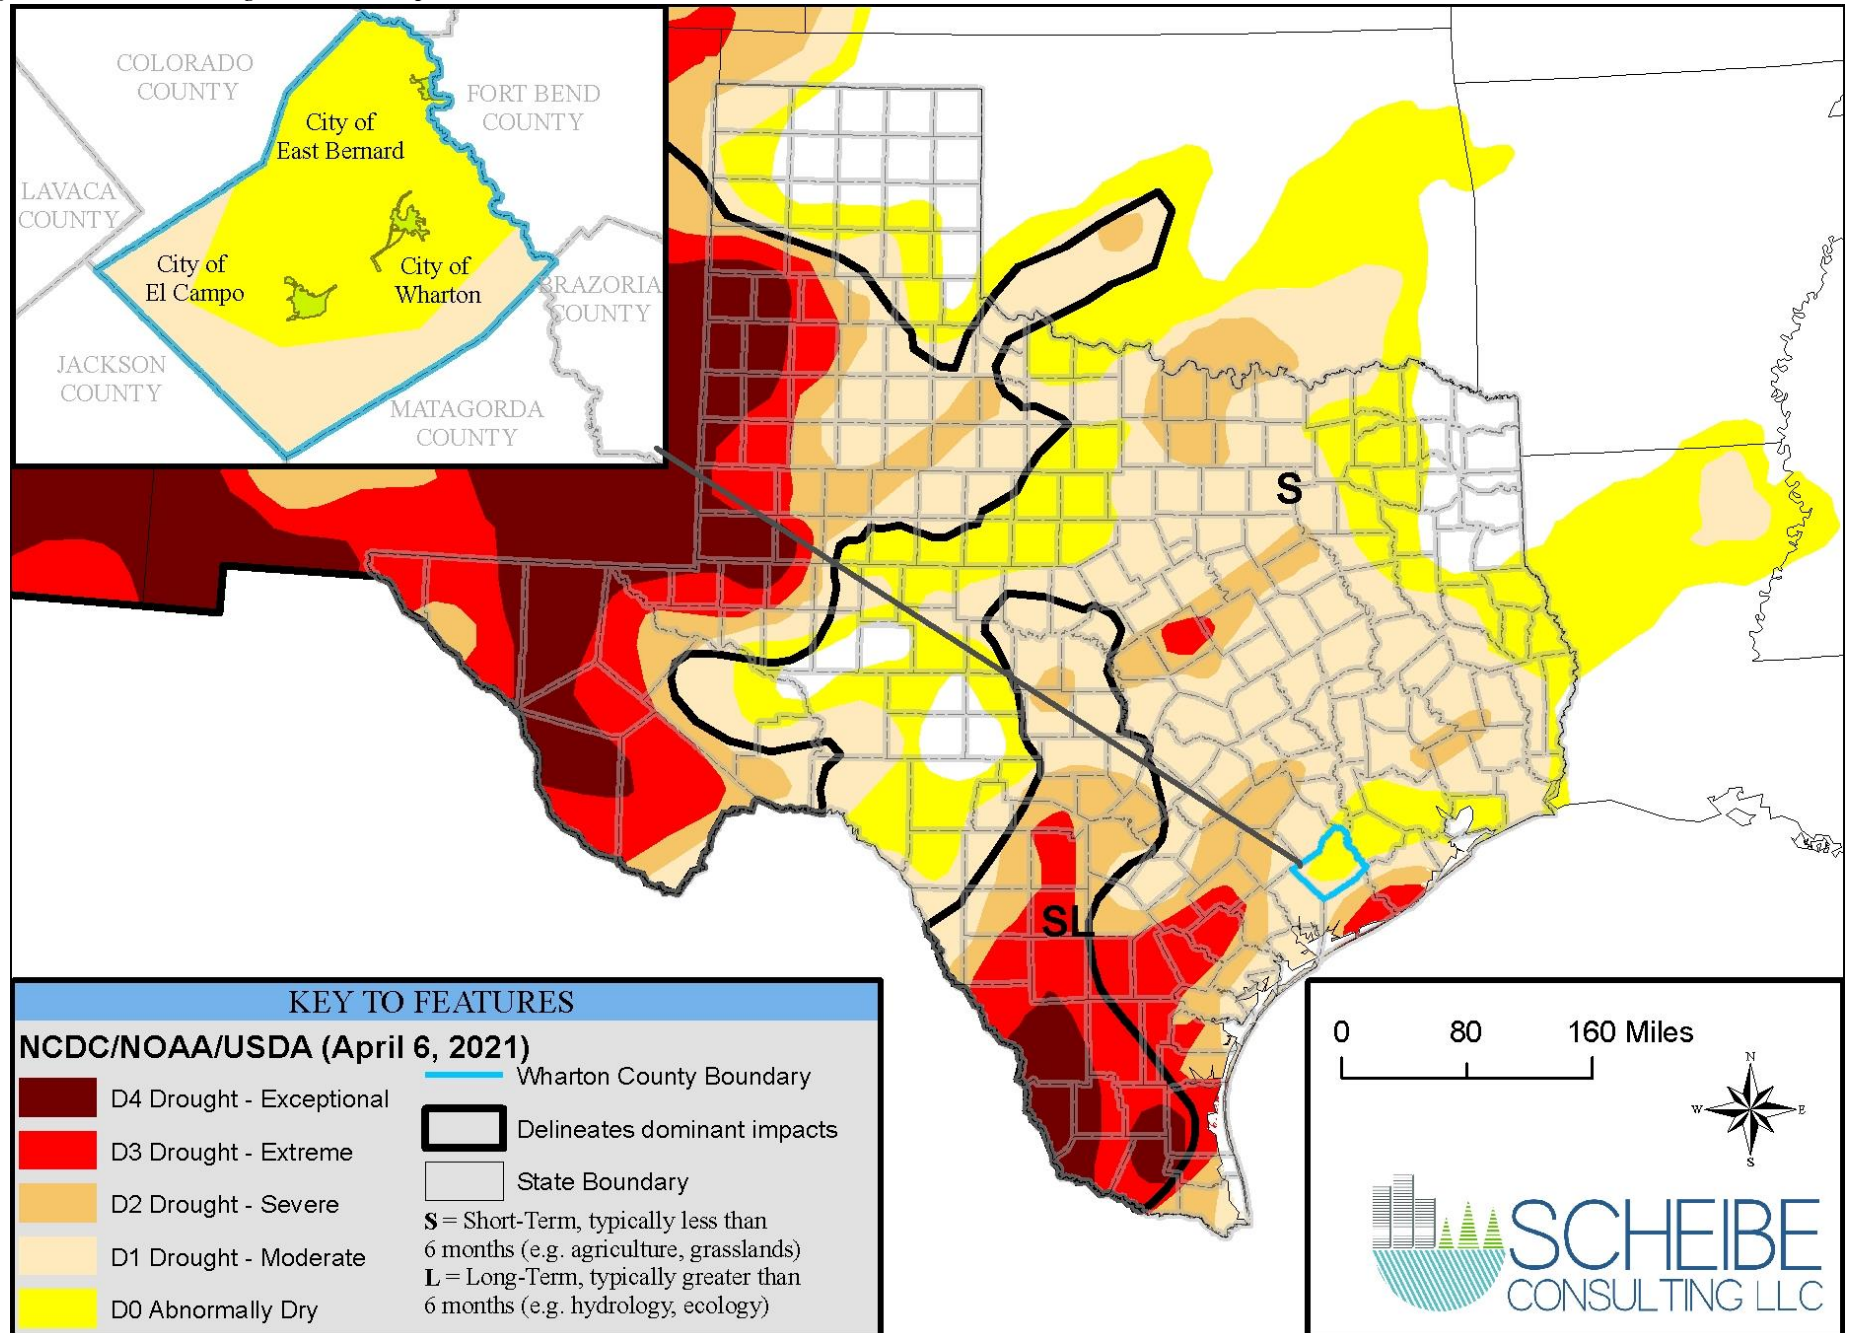 COLORADO
COUNTY
FORT BEND
COUNTY
City of
East Bernard
LAVACA
COUNTY
City of
El Campo
City of
Wharton
BRAZORIA
COUNTY
JACKSON
COUNTY
MATAGORDA
COUNTY
S
SL
KEY TO FEATURES
NCDC/NOAA/USDA (April 6, 2021)
D4 Drought - Exceptional
D3 Drought - Extreme
D2 Drought - Severe
D1 Drought - Moderate
D0 Abnormally Dry
Wharton County Boundary
Delineates dominant impacts
State Boundary
S = Short-Term, typically less than
6 months (e.g. agriculture, grasslands)
L = Long-Term, typically greater than
6 months (e.g. hydrology, ecology)
0 80 160 Miles
N
W E
S
SCHEIBE
CONSULTING LLC